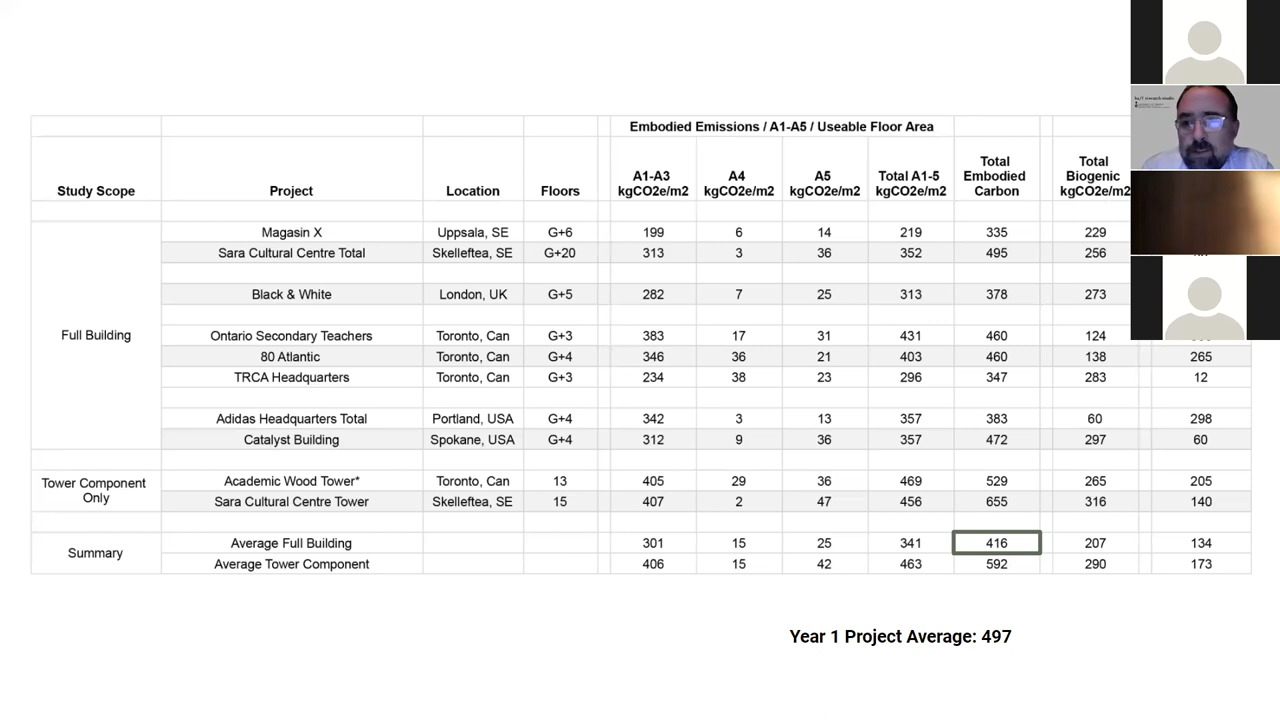 Embodied Emissions / A1-A5 / Useable Floor Area
Study Scope Project Location Floors A1-A3 kgCO2e/m2 A4 kgCO2e/m2 A5 kgCO2e/m2 Total A1-5 kgCO2e/m2 Total Embodied Carbon Total Biogenic kgCO2e/m2
Full Building
Magasin X Uppsala, SE G+6 199 6 14 219 335 229
Sara Cultural Centre Total Skelleftea, SE G+20 313 3 36 352 495 256
Black & White London, UK G+5 282 7 25 313 378 273
Ontario Secondary Teachers Toronto, Can G+3 383 17 31 431 460 124
80 Atlantic Toronto, Can G+4 346 36 21 403 460 138 265
TRCA Headquarters Toronto, Can G+3 234 38 23 296 347 283 12
Adidas Headquarters Total Portland, USA G+4 342 3 13 357 383 60 298
Catalyst Building Spokane, USA G+4 312 9 36 357 472 297 60
Tower Component Only
Academic Wood Tower* Toronto, Can 13 405 29 36 469 529 265 205
Sara Cultural Centre Tower Skelleftea, SE 15 407 2 47 456 655 316 140
Summary
Average Full Building 301 15 25 341 416 207 134
Average Tower Component 406 15 42 463 592 290 173
Year 1 Project Average: 497